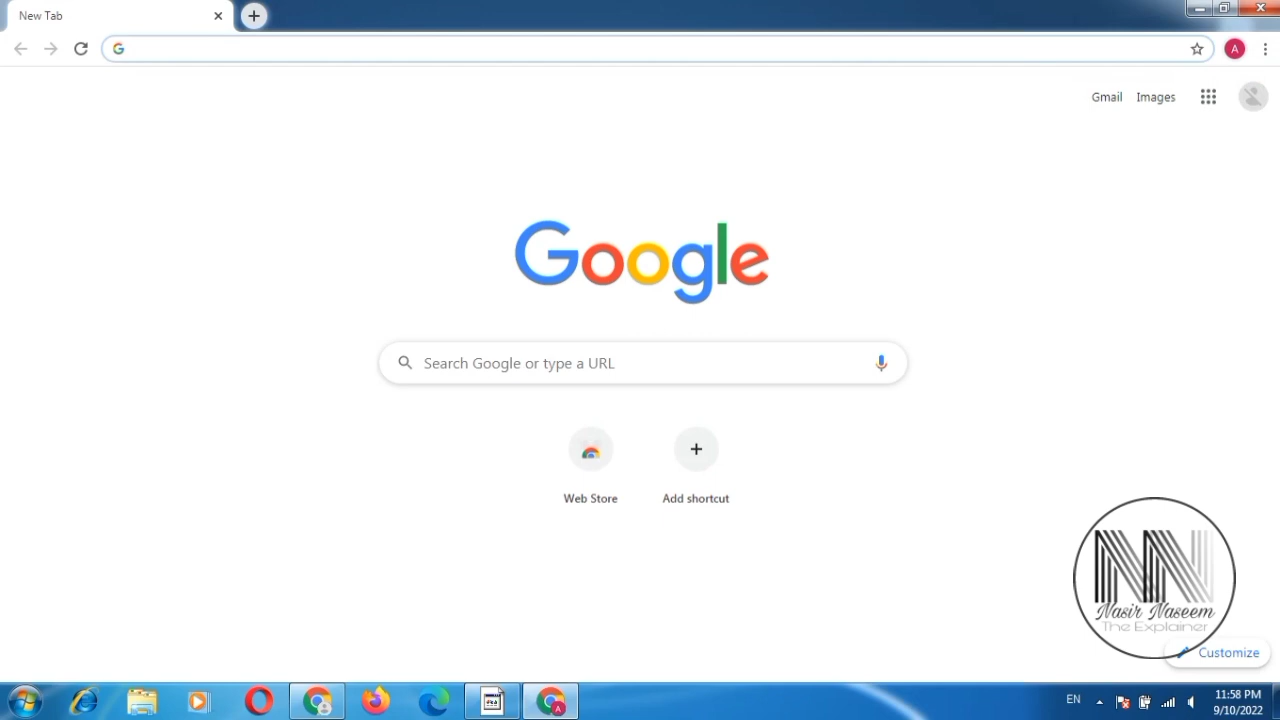 New Tab
Gmail Images
Google
Search Google or type a URL
Web Store Add shortcut
NN
Nasir Naseem
The Explainer
Customize
EN
11:58 PM
9/10/2022
A